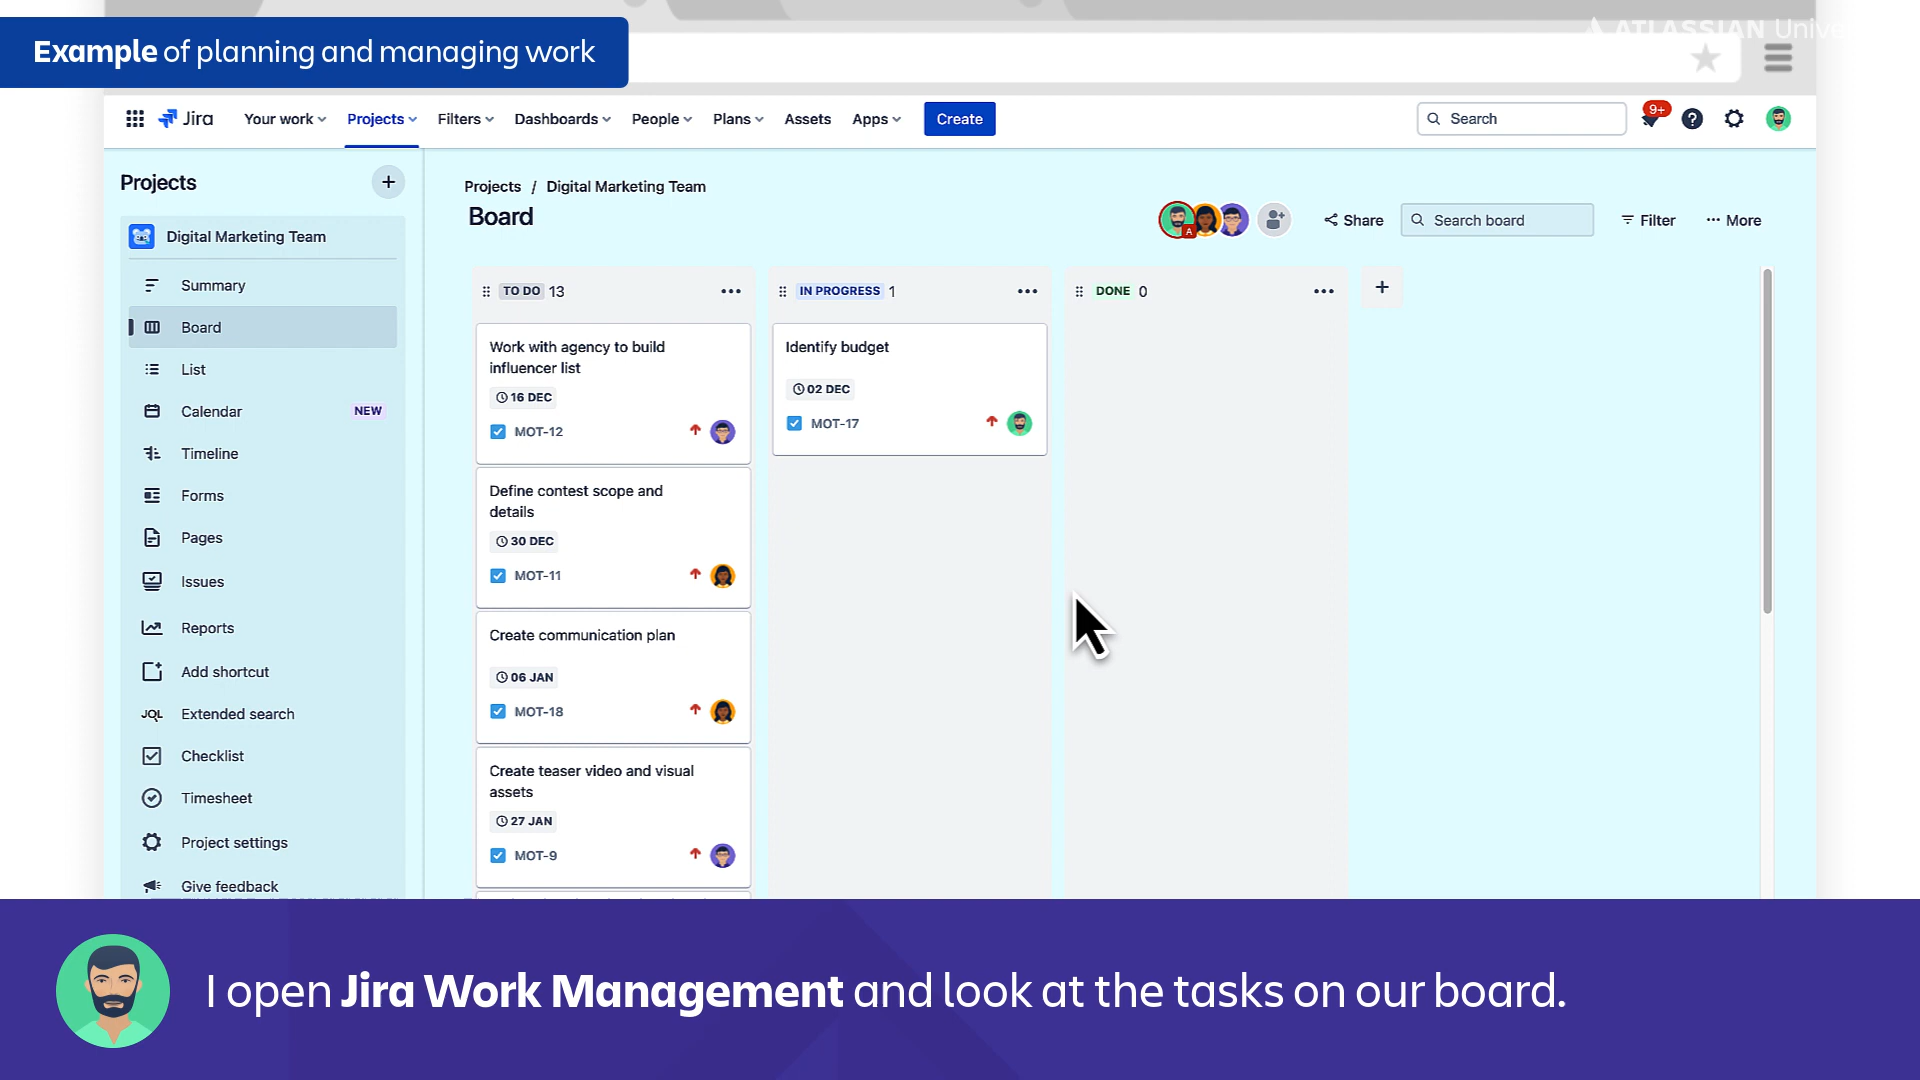 ATLASSIAN Unive
Example of planning and managing work
Jira
Your work
Projects
Filters
Dashboards
People
Plans
Assets
Apps
Create
Search
9+
Projects
Digital Marketing Team
Summary
Board
List
Calendar NEW
Timeline
Forms
Pages
Issues
Reports
Add shortcut
JQL Extended search
Checklist
Timesheet
Project settings
Give feedback
Projects / Digital Marketing Team
Board
A
Share
Search board
Filter
More
TO DO 13
Work with agency to build
influencer list
16 DEC
MOT-12
Define contest scope and
details
30 DEC
MOT-11
Create communication plan
06 JAN
MOT-18
Create teaser video and visual
assets
27 JAN
MOT-9
IN PROGRESS 1
Identify budget
02 DEC
MOT-17
DONE 0
I open Jira Work Management and look at the tasks on our board.